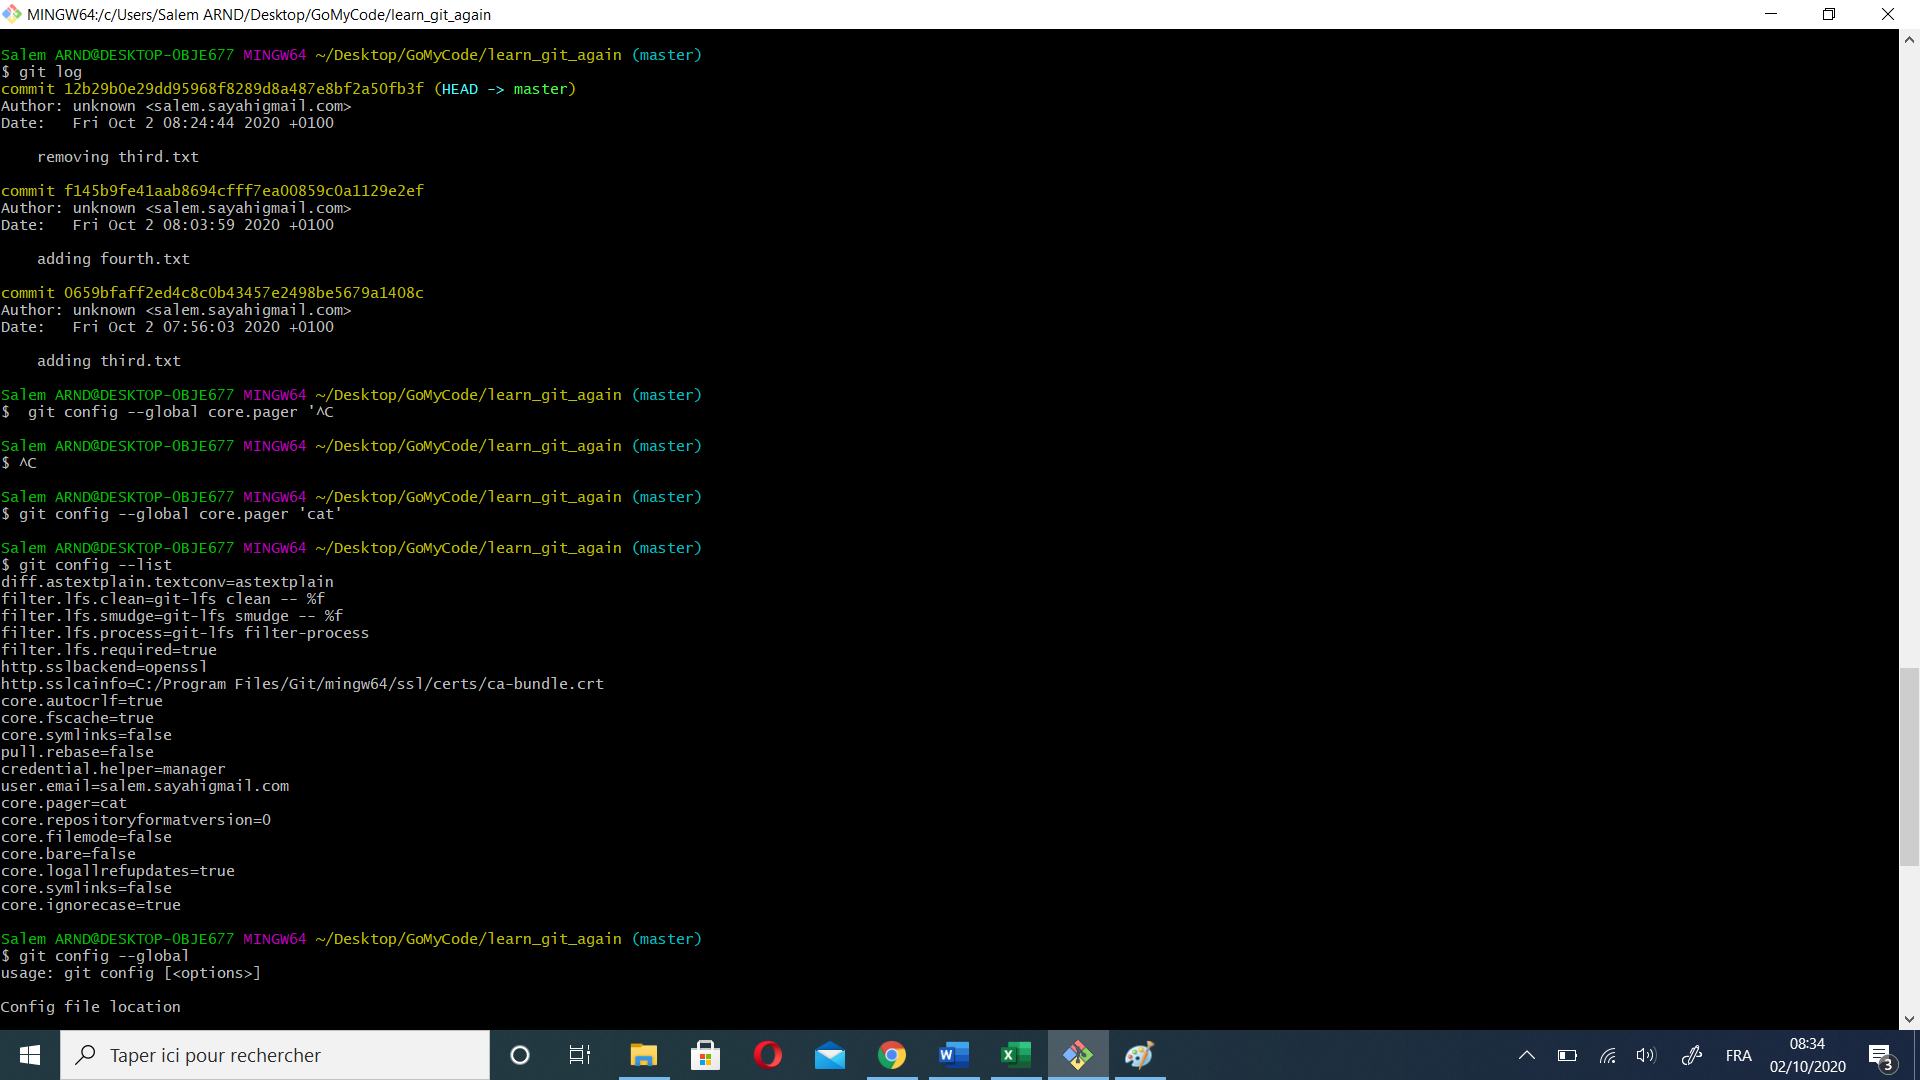 MINGW64:/c/Users/Salem ARND/Desktop/GoMyCode/learn_git_again
Salem ARND@DESKTOP-OBJE677 MINGW64 ~/Desktop/GoMyCode/learn_git_again (master)
$ git log
commit 12b29b0e29dd95968f8289d8a487e8bf2a50fb3f (HEAD -> master)
Author: unknown <salem.sayahigmail.com>
Date:   Fri Oct 2 08:24:44 2020 +0100
    removing third.txt
commit f145b9fe41aab8694cfff7ea00859c0a1129e2ef
Author: unknown <salem.sayahigmail.com>
Date:   Fri Oct 2 08:03:59 2020 +0100
    adding fourth.txt
commit 0659bfaff2ed4c8c0b43457e2498be5679a1408c
Author: unknown <salem.sayahigmail.com>
Date:   Fri Oct 2 07:56:03 2020 +0100
    adding third.txt
Salem ARND@DESKTOP-OBJE677 MINGW64 ~/Desktop/GoMyCode/learn_git_again (master)
$  git config --global core.pager '^C
Salem ARND@DESKTOP-OBJE677 MINGW64 ~/Desktop/GoMyCode/learn_git_again (master)
$ ^C
Salem ARND@DESKTOP-OBJE677 MINGW64 ~/Desktop/GoMyCode/learn_git_again (master)
$ git config --global core.pager 'cat'
Salem ARND@DESKTOP-OBJE677 MINGW64 ~/Desktop/GoMyCode/learn_git_again (master)
$ git config --list
diff.astextplain.textconv=astextplain
filter.lfs.clean=git-lfs clean -- %f
filter.lfs.smudge=git-lfs smudge -- %f
filter.lfs.process=git-lfs filter-process
filter.lfs.required=true
http.sslbackend=openssl
http.sslcainfo=C:/Program Files/Git/mingw64/ssl/certs/ca-bundle.crt
core.autocrlf=true
core.fscache=true
core.symlinks=false
pull.rebase=false
credential.helper=manager
user.email=salem.sayahigmail.com
core.pager=cat
core.repositoryformatversion=0
core.filemode=false
core.bare=false
core.logallrefupdates=true
core.symlinks=false
core.ignorecase=true
Salem ARND@DESKTOP-OBJE677 MINGW64 ~/Desktop/GoMyCode/learn_git_again (master)
$ git config --global
usage: git config [<options>]
Config file location
Taper ici pour rechercher
FRA
08:34
02/10/2020
3